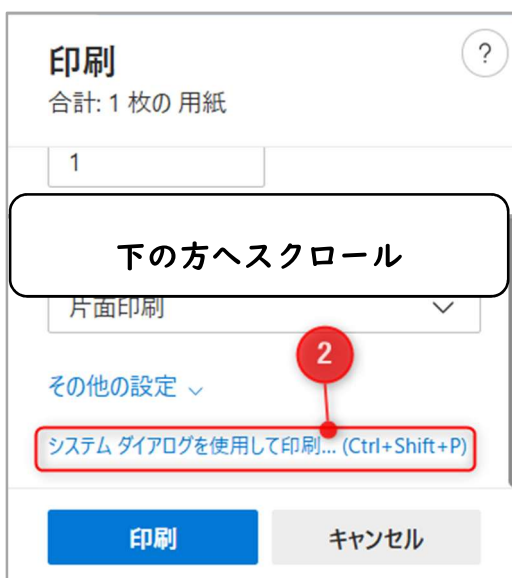 印刷
?
合計: 1 枚の 用紙
1
下の方へスクロール
片面印刷
2
その他の設定
システム ダイアログを使用して印刷... (Ctrl+Shift+P)
印刷 キャンセル